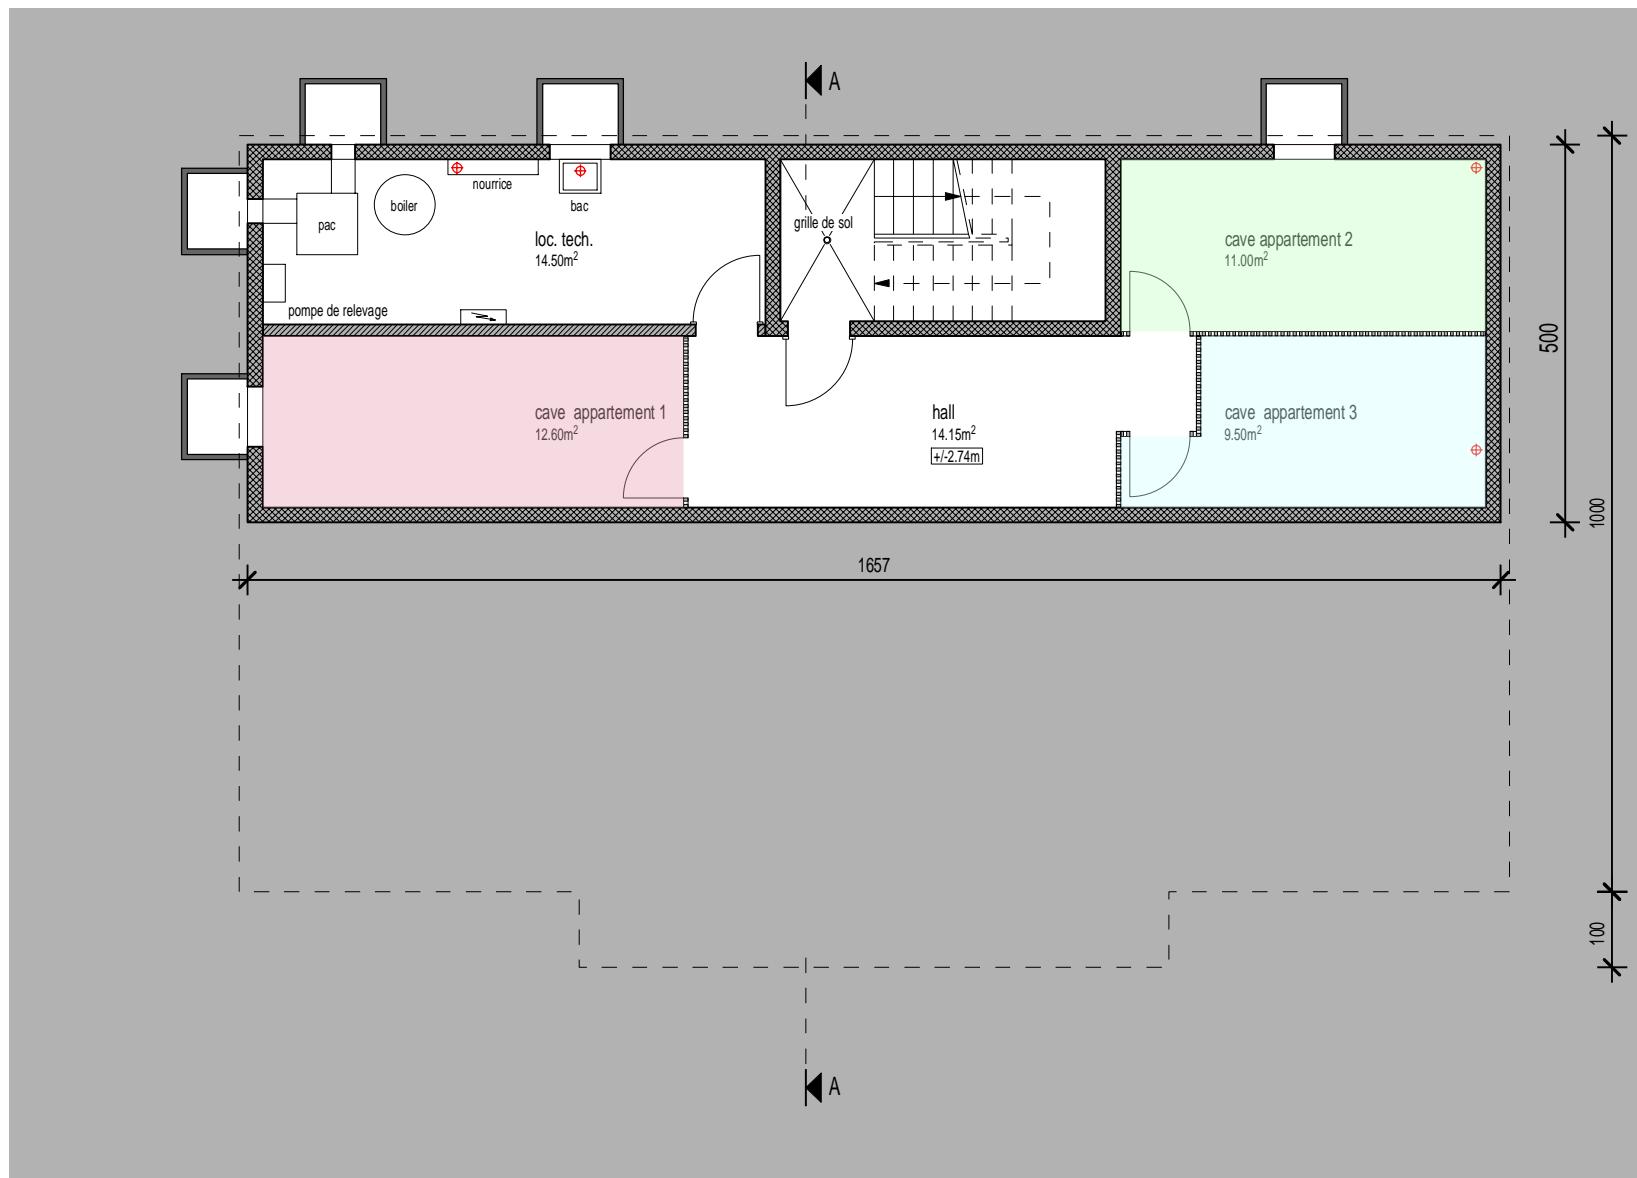 A
nourrice
boiler
bac
pac
grille de sol
loc. tech.
14.50m²
cave appartement 2
11.00m²
pompe de relevage
500
cave  appartement 1
12.60m²
hall
14.15m²
+/-2.74m
cave  appartement 3
9.50m²
1000
1657
100
A